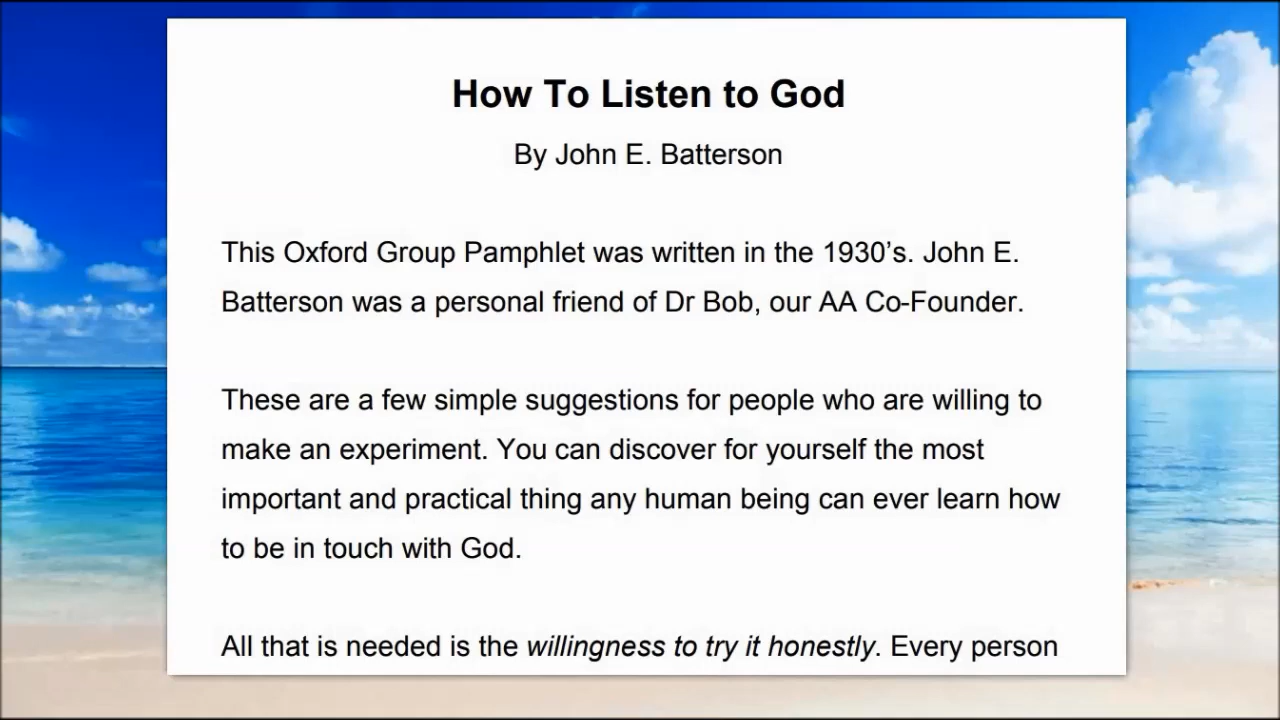 How To Listen to God
By John E. Batterson
This Oxford Group Pamphlet was written in the 1930’s. John E.
Batterson was a personal friend of Dr Bob, our AA Co-Founder.
These are a few simple suggestions for people who are willing to
make an experiment. You can discover for yourself the most
important and practical thing any human being can ever learn how
to be in touch with God.
All that is needed is the willingness to try it honestly. Every person